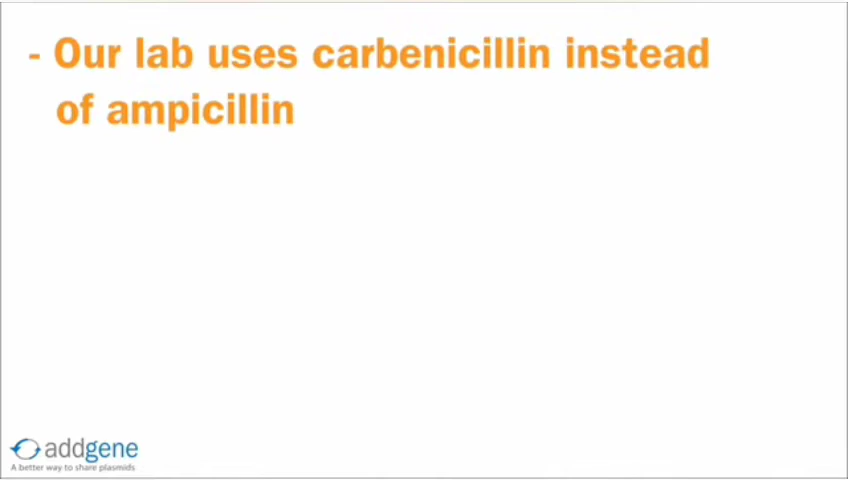 - Our lab uses carbenicillin instead
of ampicillin
addgene
A better way to share plasmids